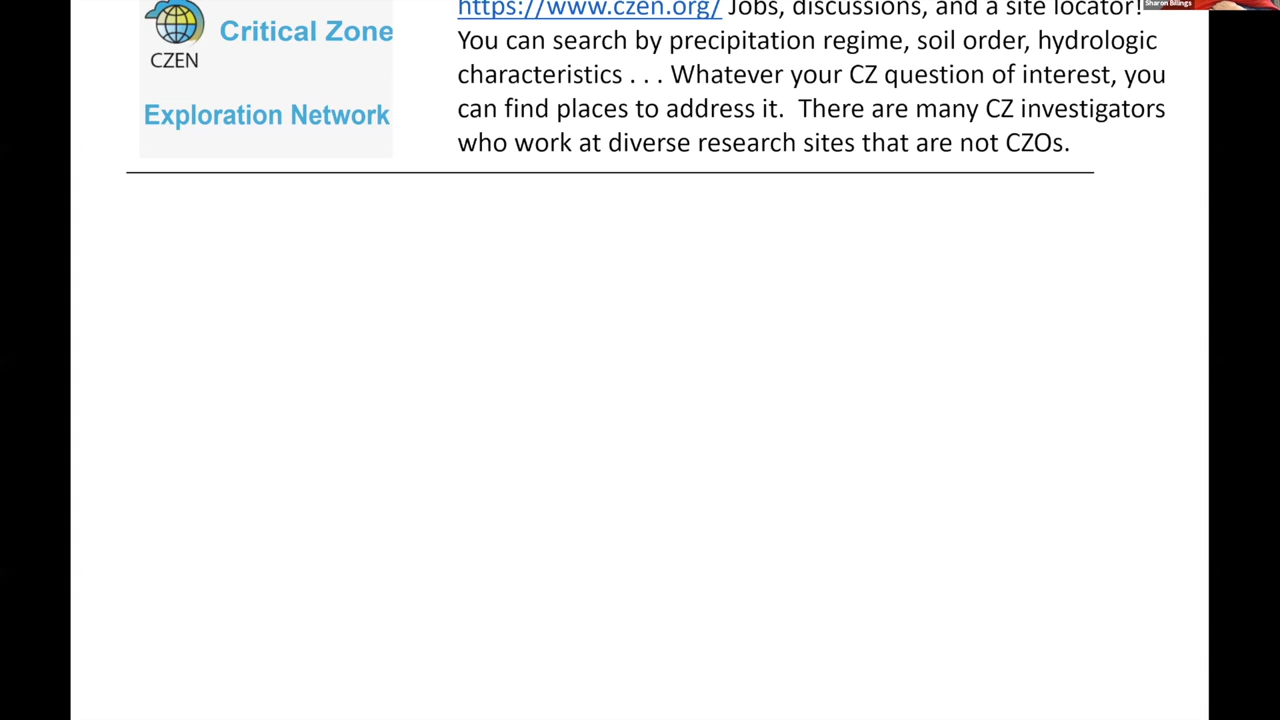 https://www.czen.org/ Jobs, discussions, and a site locator!
Sharon Billings
Critical Zone
CZEN
Exploration Network
You can search by precipitation regime, soil order, hydrologic
characteristics . . . Whatever your CZ question of interest, you
can find places to address it.  There are many CZ investigators
who work at diverse research sites that are not CZOs.